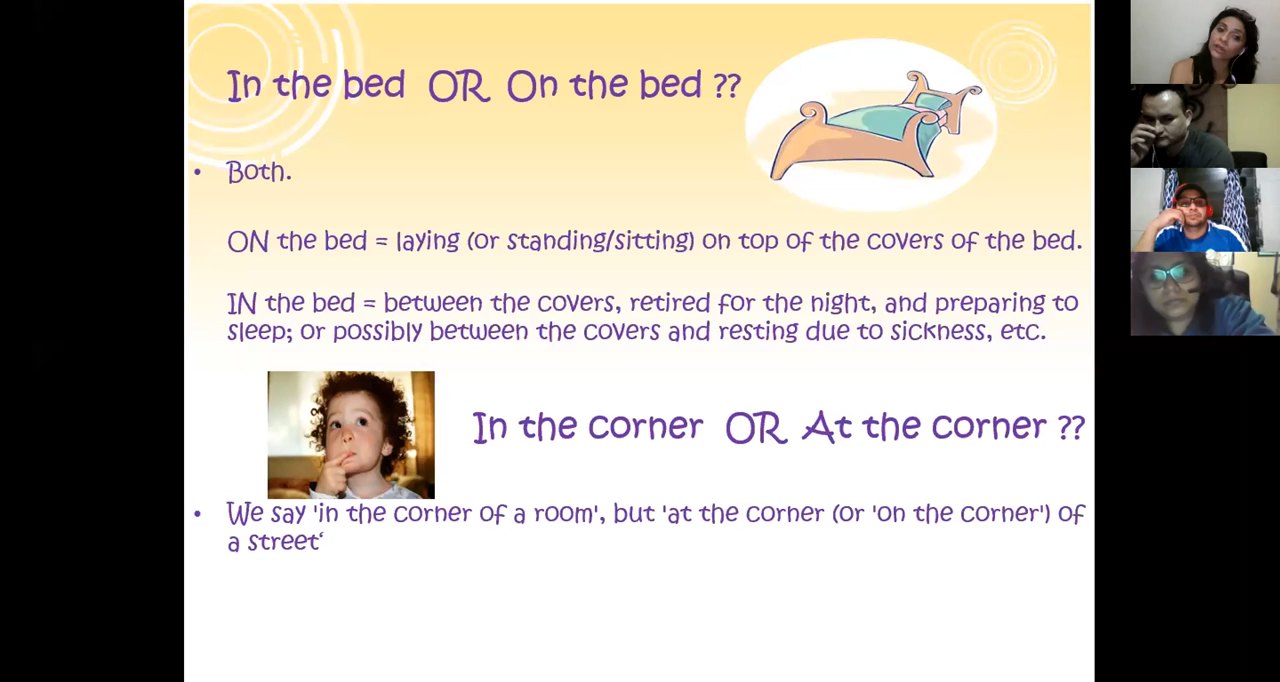 In the bed OR On the bed ??
• Both.
ON the bed = laying (or standing/sitting) on top of the covers of the bed.
IN the bed = between the covers, retired for the night, and preparing to
sleep; or possibly between the covers and resting due to sickness, etc.
In the corner OR At the corner ??
• We say 'in the corner of a room', but 'at the corner (or 'on the corner') of
a street‘